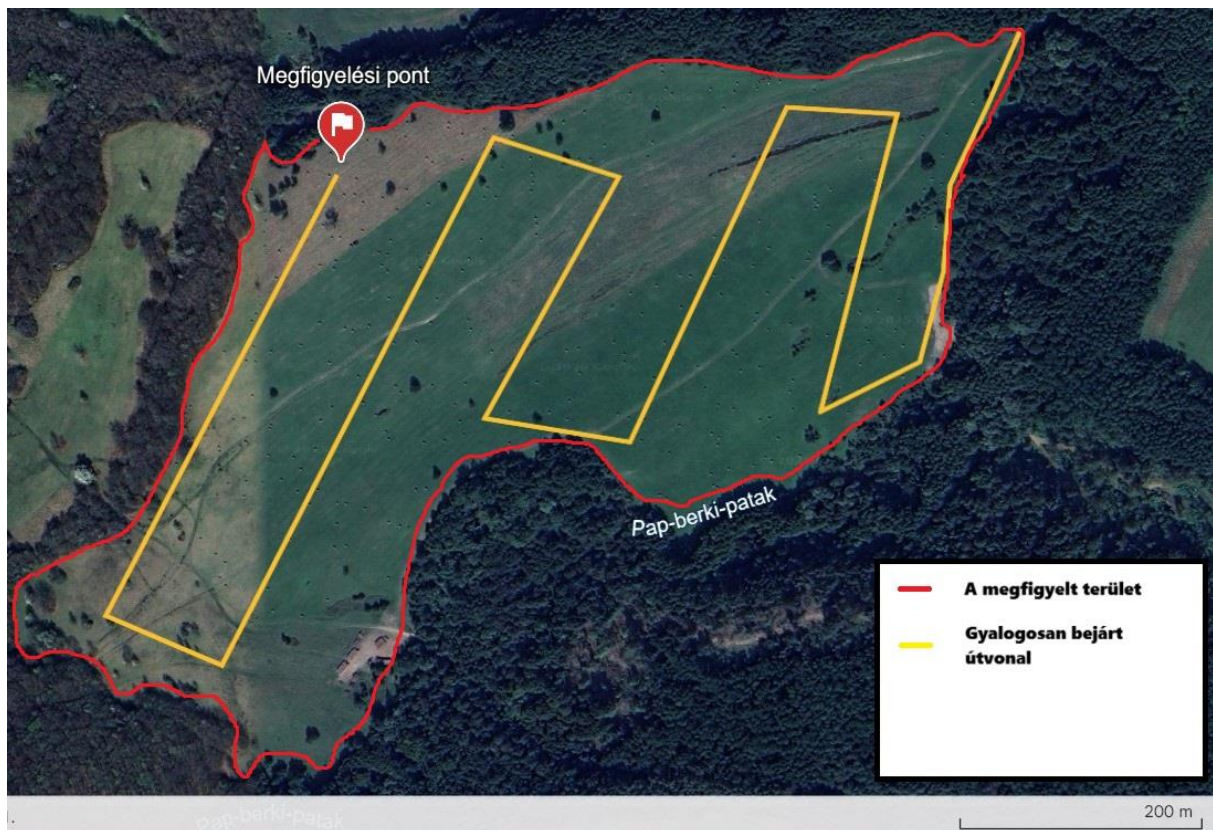 Megfigyelési pont
Pap-berki-patak
A megfigyelt terület
Gyalogosan bejárt
útvonal
200 m
Pap-berki-patak